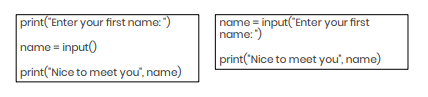 print("Enter your first name: ")
name = input()
print("Nice to meet you", name)
name = input("Enter your first
name: ")
print("Nice to meet you", name)